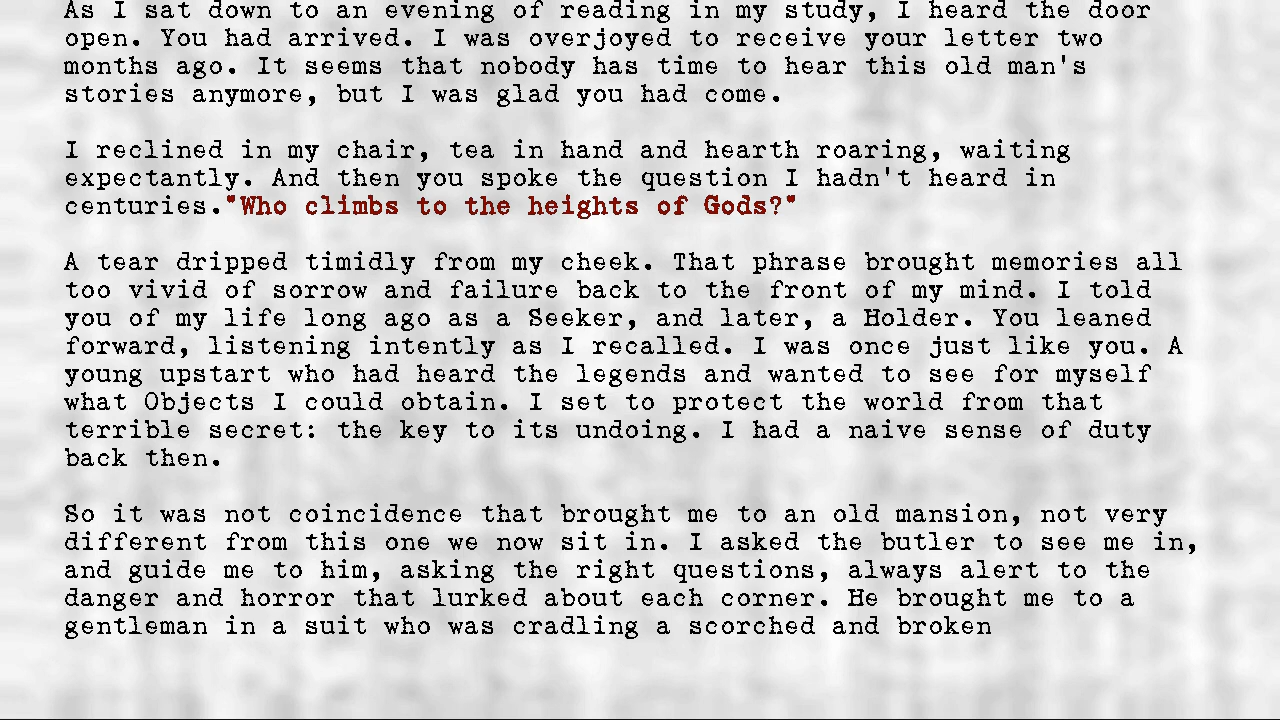 As I sat down to an evening of reading in my study, I heard the door
open. You had arrived. I was overjoyed to receive your letter two
months ago. It seems that nobody has time to hear this old man's
stories anymore, but I was glad you had come.
I reclined in my chair, tea in hand and hearth roaring, waiting
expectantly. And then you spoke the question I hadn't heard in
centuries."Who climbs to the heights of Gods?"
A tear dripped timidly from my cheek. That phrase brought memories all
too vivid of sorrow and failure back to the front of my mind. I told
you of my life long ago as a Seeker, and later, a Holder. You leaned
forward, listening intently as I recalled. I was once just like you. A
young upstart who had heard the legends and wanted to see for myself
what Objects I could obtain. I set to protect the world from that
terrible secret: the key to its undoing. I had a naive sense of duty
back then.
So it was not coincidence that brought me to an old mansion, not very
different from this one we now sit in. I asked the butler to see me in,
and guide me to him, asking the right questions, always alert to the
danger and horror that lurked about each corner. He brought me to a
gentleman in a suit who was cradling a scorched and broken